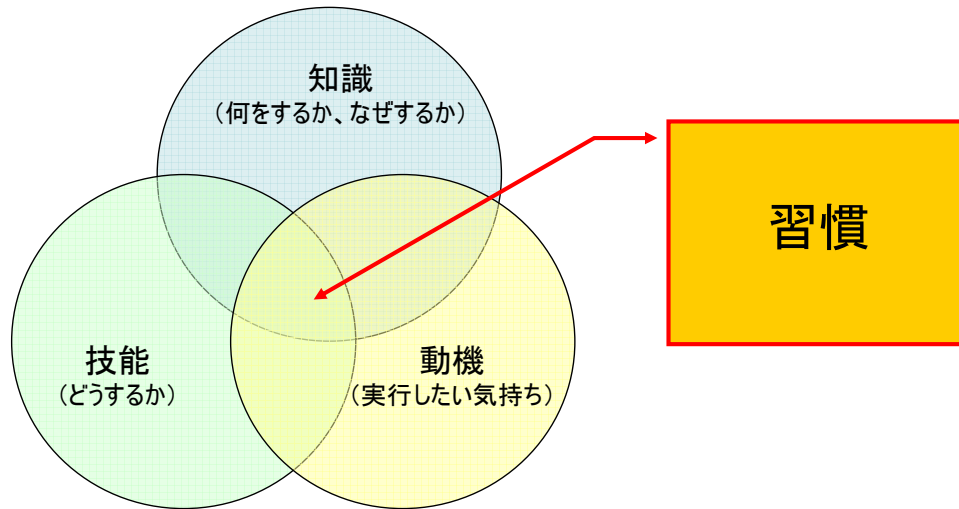 知識
（何をするか、なぜするか）
習慣
技能
（どうするか）
動機
（実行したい気持ち）